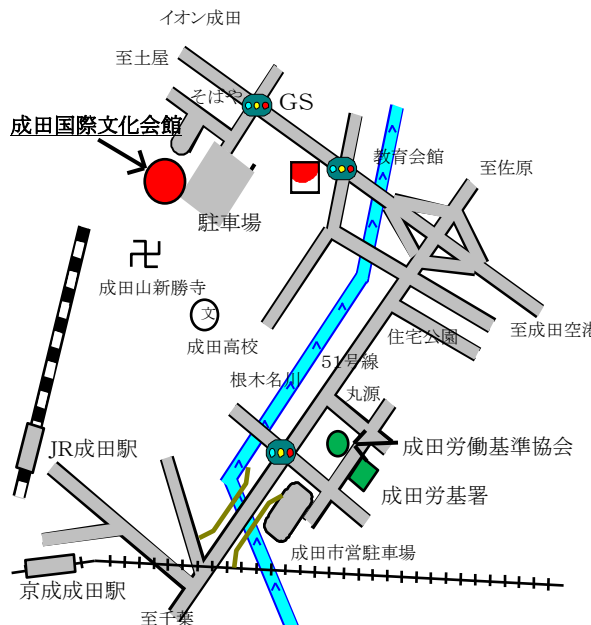 イオン成田
至土屋
そばや
GS
成田国際文化会館
教育会館
至佐原
駐車場
卍
成田山新勝寺
文
成田高校
至成田空港
住宅公園
51号線
根木名川
丸源
JR成田駅
成田労働基準協会
成田労基署
成田市営駐車場
京成成田駅
至千葉